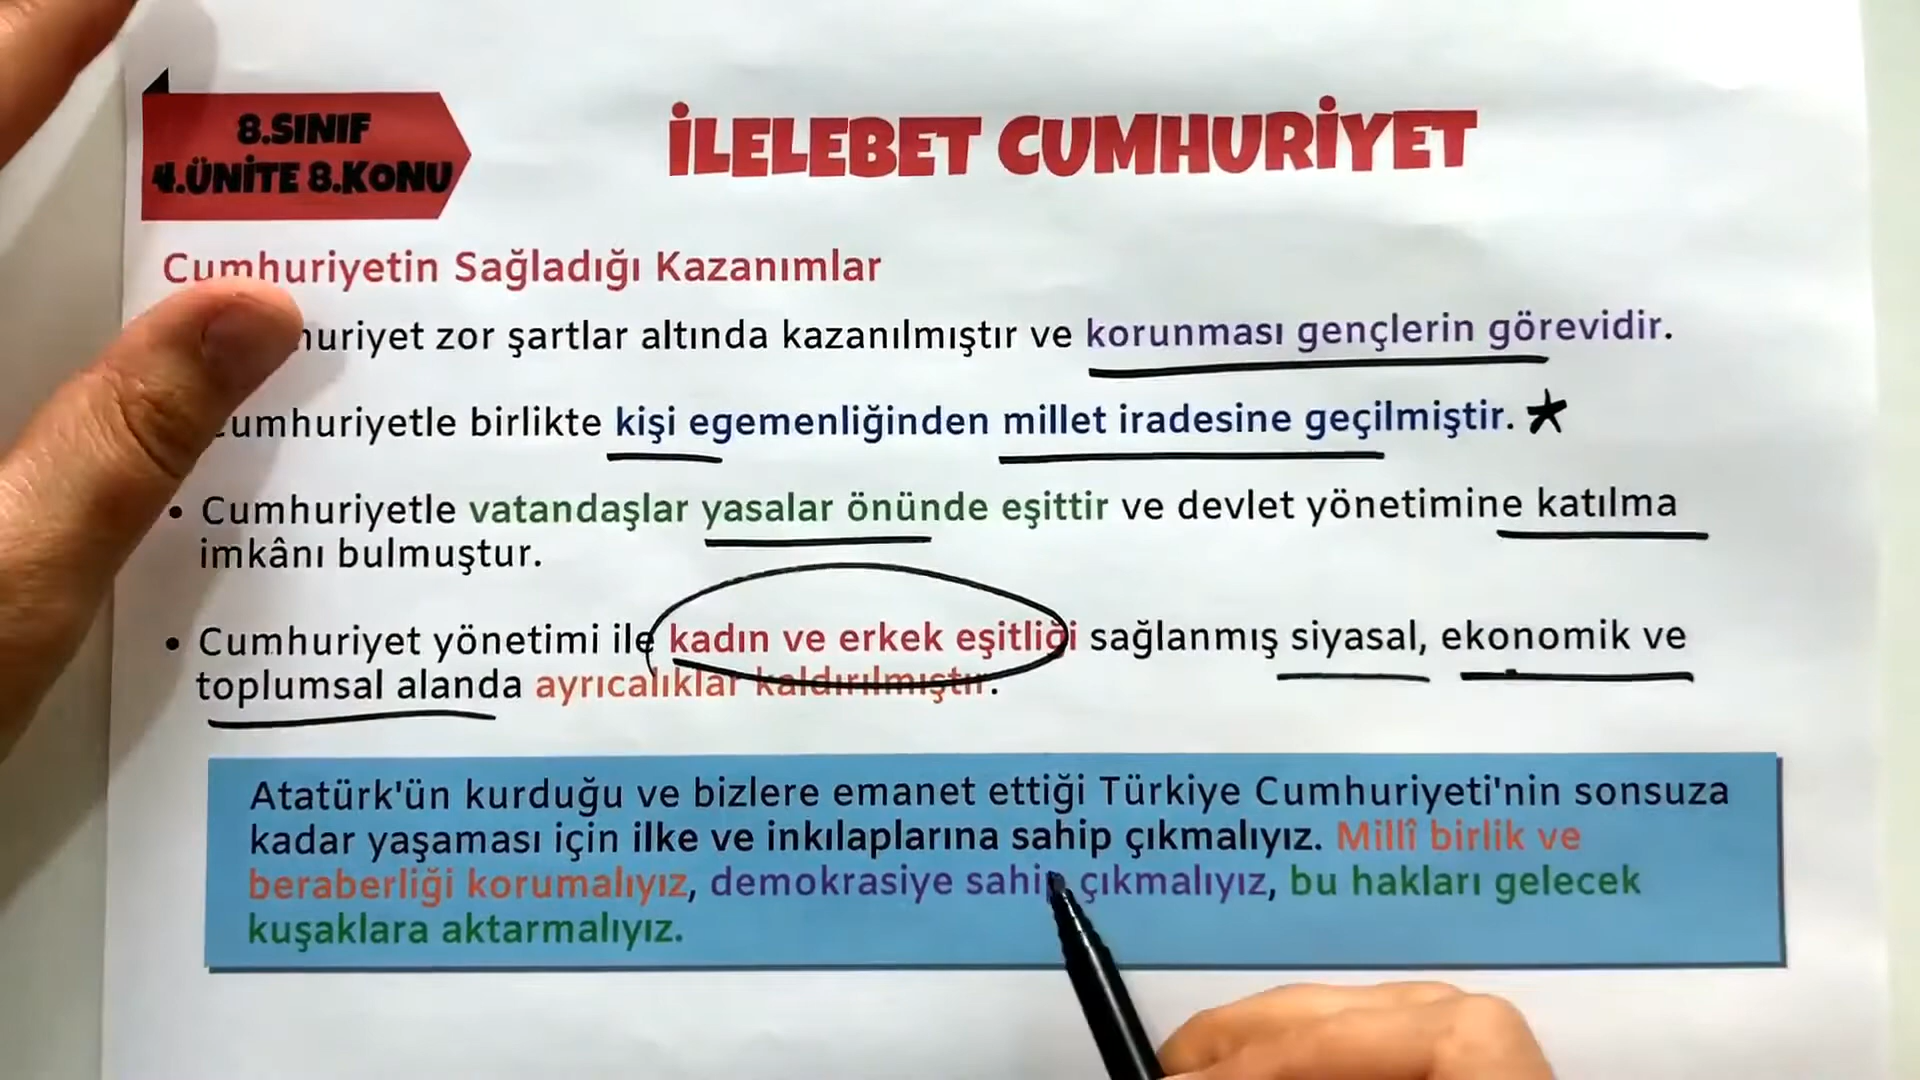 8.SINIF
4.ÜNİTE 8.KONU
İLELEBET CUMHURİYET
Cumhuriyetin Sağladığı Kazanımlar
zor şartlar altında kazanılmıştır ve korunması gençlerin görevidir.
Cumhuriyetle birlikte kişi egemenliğinden millet iradesine geçilmiştir.
• Cumhuriyetle vatandaşlar yasalar önünde eşittir ve devlet yönetimine katılma
imkânı bulmuştur.
• Cumhuriyet yönetimi ile kadın ve erkek eşitliği sağlanmış siyasal, ekonomik ve
toplumsal alanda ayrıcalıklar kaldırılmıştır.
Atatürk'ün kurduğu ve bizlere emanet ettiği Türkiye Cumhuriyeti'nin sonsuza
kadar yaşaması için ilke ve inkılaplarına sahip çıkmalıyız. Millî birlik ve
beraberliği korumalıyız, demokrasiye sahip çıkmalıyız, bu hakları gelecek
kuşaklara aktarmalıyız.